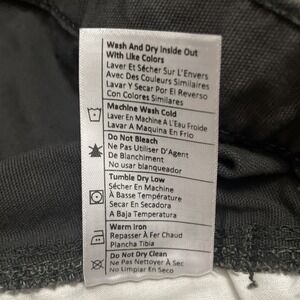 Wash And Dry Inside Out
With Like Colors
Laver Et Sécher Sur L'Envers
Avec Des Couleurs Similaires
Lavar Y Secar Por El Reverso
Con Colores Similares
Machine Wash Cold
Laver En Machine A L'Eau Froide
Lavar A Maquina En Frio
Do Not Bleach
Ne Pas Utiliser D'Agent
De Blanchiment
No usar blanqueador
Tumble Dry Low
Sécher En Machine
À Basse Température
Secar En Secadora
A Baja Temperatura
Warm Iron
Repasser À Fer Chaud
Plancha Tibia
Do Not Dry Clean
Ne Pas Nettoyer À Sec
No Limpiar En Seco